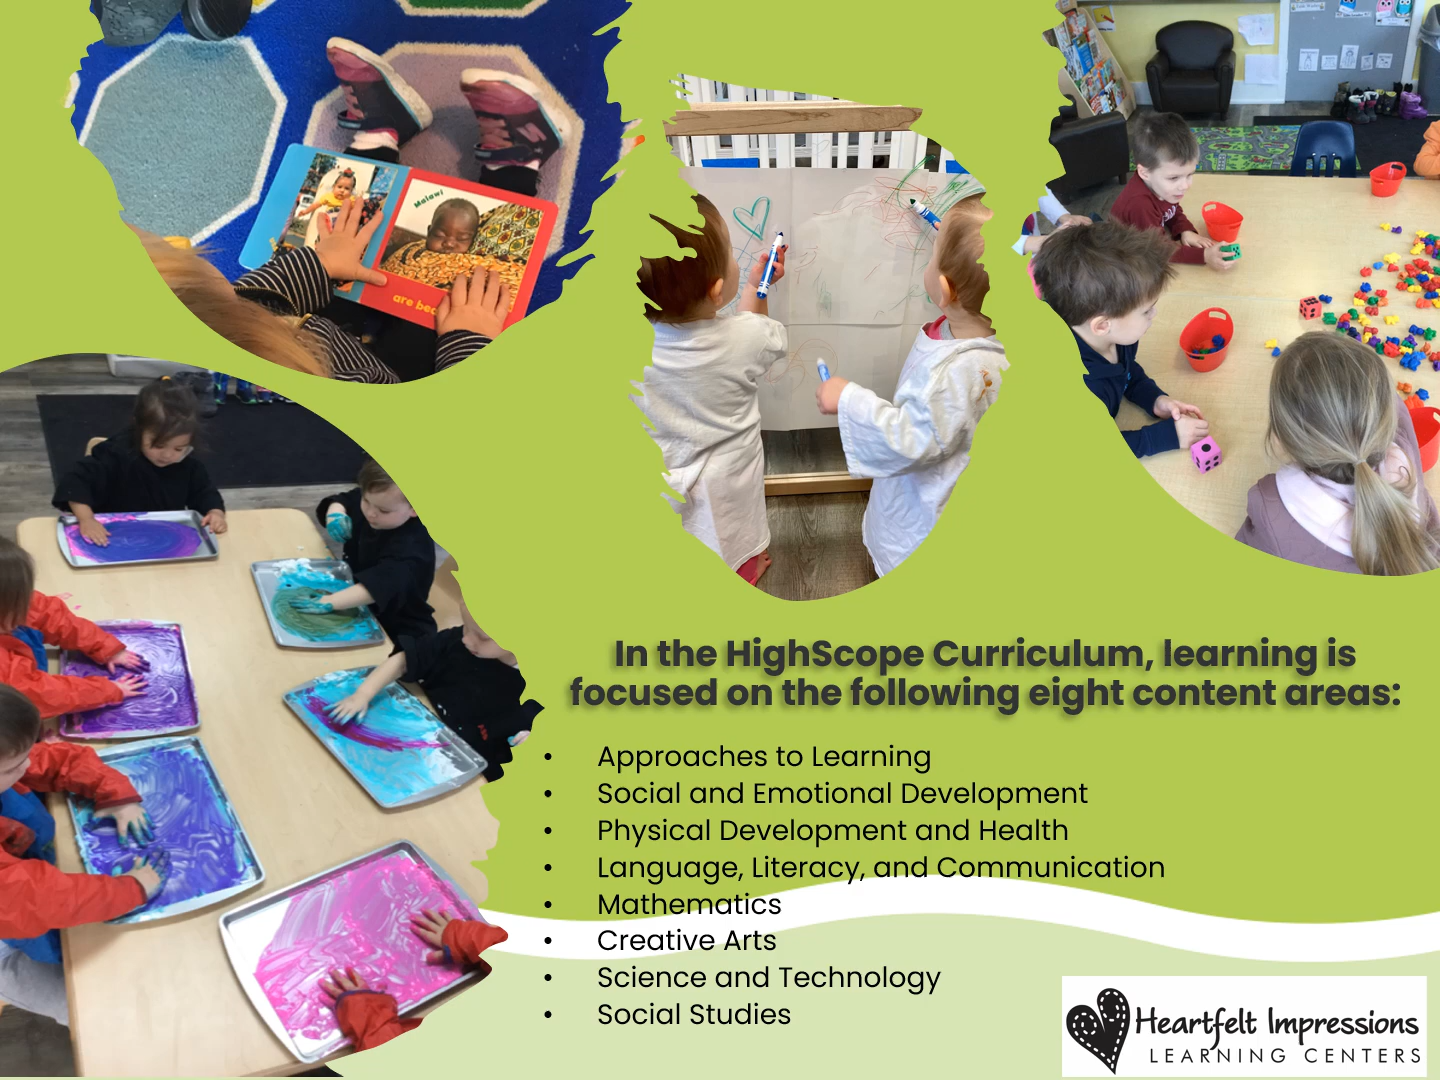 Malawi
are bea
In the HighScope Curriculum, learning is
focused on the following eight content areas:
• Approaches to Learning
• Social and Emotional Development
• Physical Development and Health
• Language, Literacy, and Communication
• Mathematics
• Creative Arts
• Science and Technology
• Social Studies
Heartfelt Impressions
LEARNING CENTERS